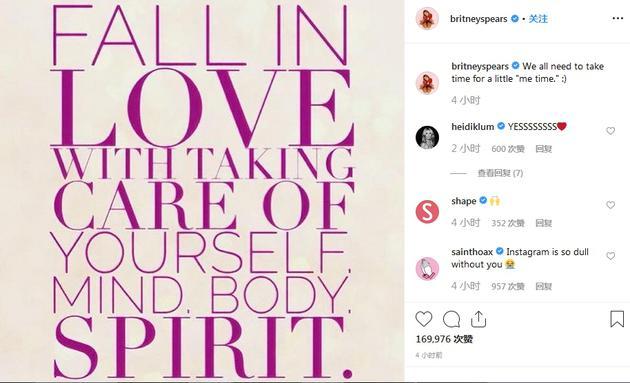 FALL IN
LOVE
WITH TAKING
CARE OF
YOURSELF.
MIND. BODY.
SPIRIT.
britneyspears • 关注
britneyspears We all need to take
time for a little "me time." :)
4 小时
heidiklum YESSSSSSSS❤️
2 小时 600 次赞 回复
查看回复 (7)
shape 🙌
4 小时 352 次赞 回复
sainthoax Instagram is so dull
without you 😭
4 小时 957 次赞 回复
169,976 次赞
4 小时前